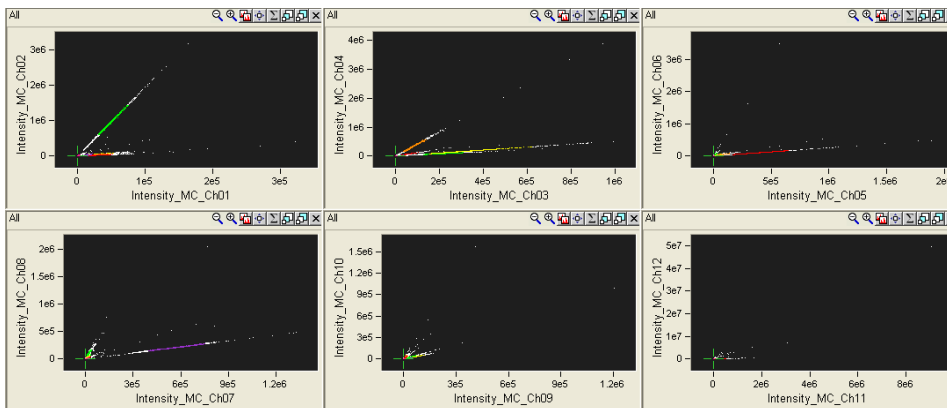 All
All
All
3e6
2e6
1e6
0
Intensity_MC_Ch02
0
1e5
2e5
3e5
Intensity_MC_Ch01
4e6
3e6
2e6
1e6
0
Intensity_MC_Ch04
0
2e5
4e5
6e5
8e5
1e6
Intensity_MC_Ch03
4e6
3e6
2e6
1e6
0
Intensity_MC_Ch06
0
5e5
1e6
1.5e6
Intensity_MC_Ch05
All
All
All
2e6
1.5e6
1e6
5e5
0
Intensity_MC_Ch08
0
3e5
6e5
9e5
1.2e6
Intensity_MC_Ch07
1.5e6
1.2e6
9e5
6e5
3e5
0
Intensity_MC_Ch10
0
3e5
6e5
9e5
1.2e6
Intensity_MC_Ch09
5e7
4e7
3e7
2e7
1e7
0
Intensity_MC_Ch12
0
2e6
4e6
6e6
8e6
Intensity_MC_Ch11